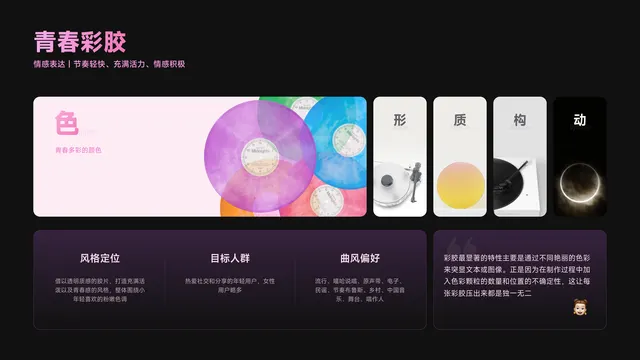 青春彩胶
情感表达丨节奏轻快、充满活力、情感积极
色
青春多彩的颜色
形
质
构
动
风格定位
借以透明质感的胶片，打造充满活
泼以及青春感的风格，整体围绕小
年轻喜欢的粉嫩色调
目标人群
热爱社交和分享的年轻用户、女性
用户略多
曲风偏好
流行、嘻哈说唱、原声带、电子、
民谣、节奏布鲁斯、乡村、中国音
乐、舞台、唱作人
彩胶最显著的特性主要是通过不同艳丽的色彩
来突显文本或图像。正是因为在制作过程中加
入色彩颗粒的数量和位置的不确定性，这让每
张彩胶压出来都是独一无二